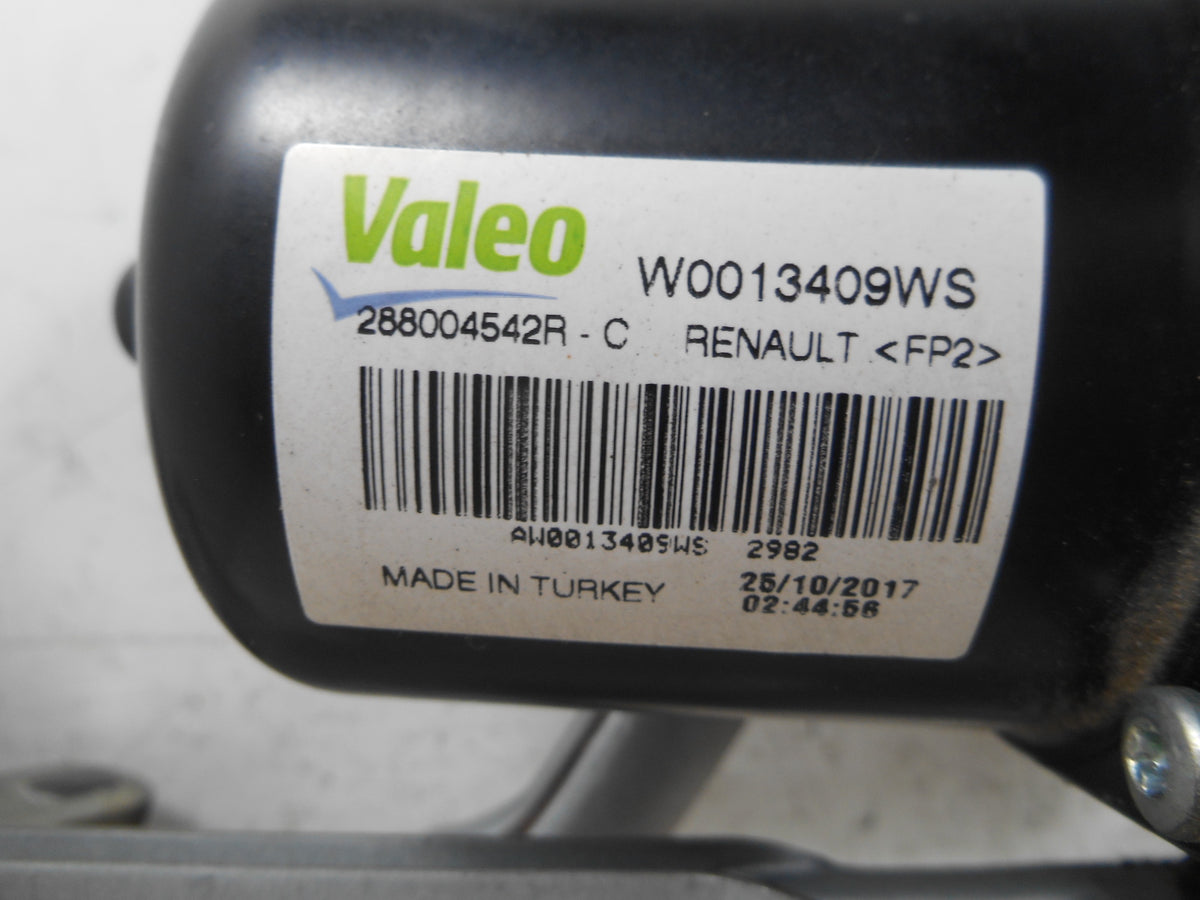 Valeo
W0013409WS
288004542R - C RENAULT <FP2>
AW0013409WS 2982
MADE IN TURKEY 25/10/2017
02:44:56